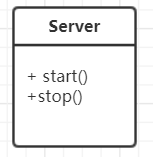 Server
+ start()
+stop()